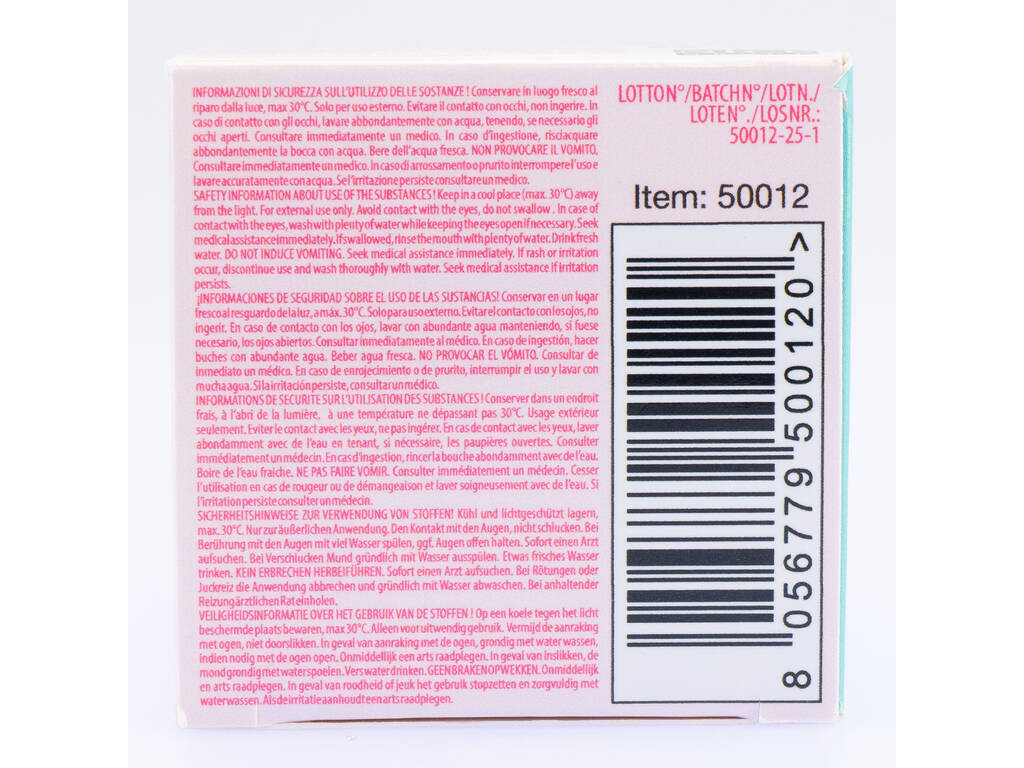 INFORMAZIONI DI SICUREZZA SULL'UTILIZZO DELLE SOSTANZE ! Conservare in luogo fresco al
riparo dalla luce, max 30°C. Solo per uso esterno. Evitare il contatto con occhi, non ingerire. In
caso di contatto con gli occhi, lavare abbondantemente con acqua, tenendo, se necessario gli
occhi aperti. Consultare immediatamente un medico. In caso d'ingestione, risciacquare
abbondantemente la bocca con acqua. Bere dell'acqua fresca. NON PROVOCARE IL VOMITO.
Consultare immediatamente un medico. In caso di arrossamento o prurito interrompere l'uso e
lavare accuratamente con acqua. Se l'irritazione persiste consultare un medico.
SAFETY INFORMATION ABOUT USE OF THE SUBSTANCES ! Keep in a cool place (max. 30°C) away
from the light. For external use only. Avoid contact with the eyes, do not swallow . In case of
contact with the eyes, wash with plenty of water while keeping the eyes open if necessary. Seek
medical assistance immediately. If swallowed, rinse the mouth with plenty of water. Drink fresh
water. DO NOT INDUCE VOMITING. Seek medical assistance immediately. If rash or irritation
occur, discontinue use and wash thoroughly with water. Seek medical assistance if irritation
persists.
¡INFORMACIONES DE SEGURIDAD SOBRE EL USO DE LAS SUSTANCIAS! Conservar en un lugar
fresco al resguardo de la luz, a máx. 30°C. Solo para uso externo. Evitar el contacto con los ojos, no
ingerir. En caso de contacto con los ojos, lavar con abundante agua manteniendo, si fuese
necesario, los ojos abiertos. Consultar inmediatamente al médico. En caso de ingestión, hacer
buches con abundante agua. Beber agua fresca. NO PROVOCAR EL VÓMITO. Consultar de
inmediato un médico. En caso de enrojecimiento o de prurito, interrumpir el uso y lavar con
mucha agua. Si la irritación persiste, consultar un médico.
INFORMATIONS DE SECURITE SUR L'UTILISATION DES SUBSTANCES ! Conserver dans un endroit
frais, à l'abri de la lumière, à une température ne dépassant pas 30°C. Usage extérieur
seulement. Eviter le contact avec les yeux, ne pas ingérer. En cas de contact avec les yeux, laver
abondamment avec de l'eau en tenant, si nécessaire, les paupières ouvertes. Consulter
immédiatement un médecin. En cas d'ingestion, rincer la bouche abondamment avec de l'eau.
Boire de l'eau fraiche. NE PAS FAIRE VOMIR. Consulter immédiatement un médecin. Cesser
l'utilisation en cas de rougeur ou de démangeaison et laver soigneusement avec de l'eau. Si
l'irritation persiste consulter un médecin.
SICHERHEITSHINWEISE ZUR VERWENDUNG VON STOFFEN! Kühl und lichtgeschützt lagern,
max. 30°C. Nur zur äußerlichen Anwendung. Den Kontakt mit den Augen, nicht schlucken. Bei
Berührung mit den Augen mit viel Wasser spülen, ggf. Augen offen halten. Sofort einen Arzt
aufsuchen. Bei Verschlucken Mund gründlich mit Wasser ausspülen. Etwas frisches Wasser
trinken. KEIN ERBRECHEN HERBEIFÜHREN. Sofort einen Arzt aufsuchen. Bei Rötungen oder
Juckreiz die Anwendung abbrechen und gründlich mit Wasser abwaschen. Bei anhaltender
Reizung ärztlichen Rat einholen.
VEILIGHEIDSINFORMATIE OVER HET GEBRUIK VAN DE STOFFEN ! Op een koele tegen het licht
beschermde plaats bewaren, max 30°C. Alleen voor uitwendig gebruik. Vermijd de aanraking
met ogen, niet doorslikken. In geval van aanraking met de ogen, grondig met water wassen,
indien nodig met de ogen open. Onmiddellijk een arts raadplegen. In geval van inslikken, de
mond grondig met water spoelen. Vers water drinken. GEEN BRAKEN OPWEKKEN. Onmiddellijk
en arts raadplegen. In geval van roodheid of jeuk het gebruik stopzetten en zorgvuldig met
water wassen. Als de irritatie aanhoudt een arts raadplegen.
LOTTON°/BATCHN°/LOTN./
LOTEN°./LOSNR.:
50012-25-1
Item: 50012
8 056779 500120 >